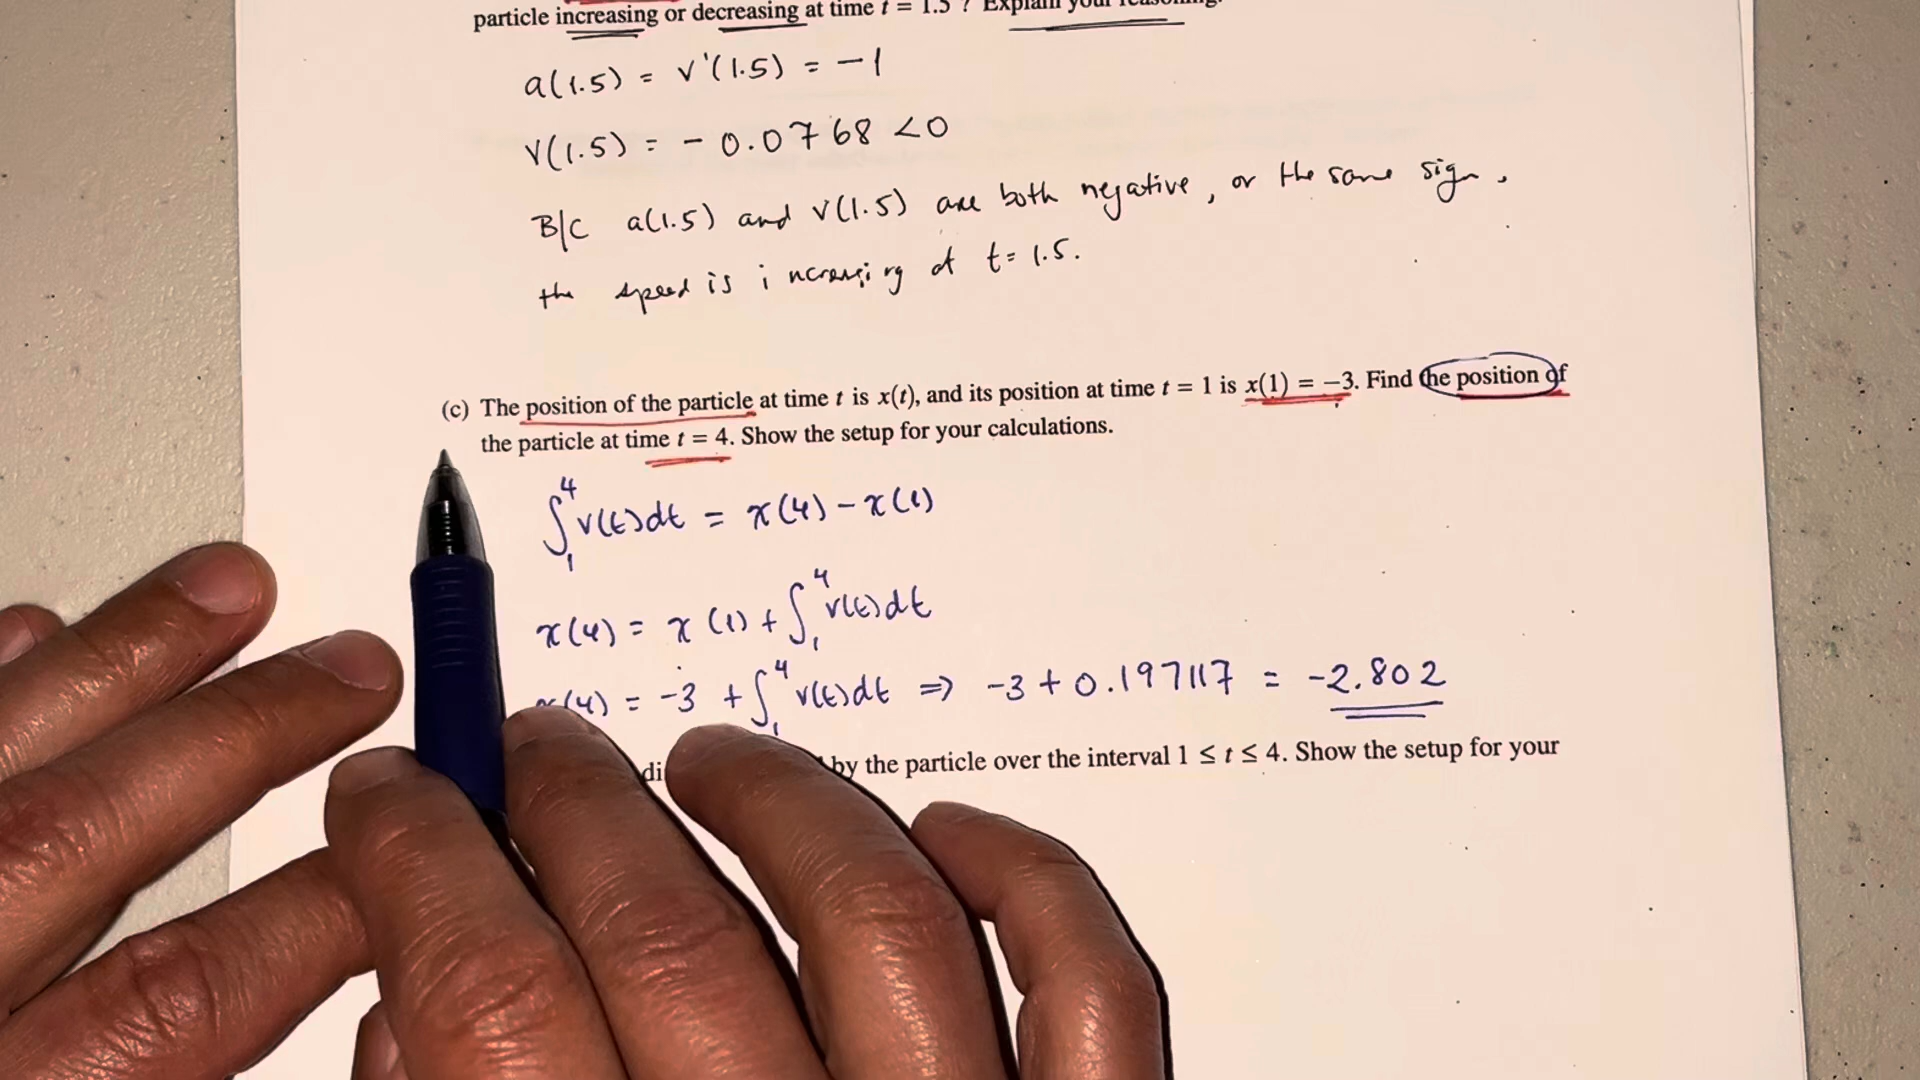 particle increasing or decreasing at time t = 1.5 ? Explain your reasoning.
a(1.5) = v'(1.5) = -1
v(1.5) = - 0.0768 <0
B/C a(1.5) and v(1.5) are both negative, or the same sign,
the speed is increasing at t= 1.5.
(c) The position of the particle at time t is x(t), and its position at time t = 1 is x(1) = −3. Find the position of
the particle at time t = 4. Show the setup for your calculations.
∫₁⁴ v(t)dt = x(4) - x(1)
x(4) = x(1) + ∫₁⁴ v(t)dt
x(4) = -3 + ∫₁⁴ v(t)dt ⇒ -3 + 0.197117 = -2.802
by the particle over the interval 1 ≤ t ≤ 4. Show the setup for your